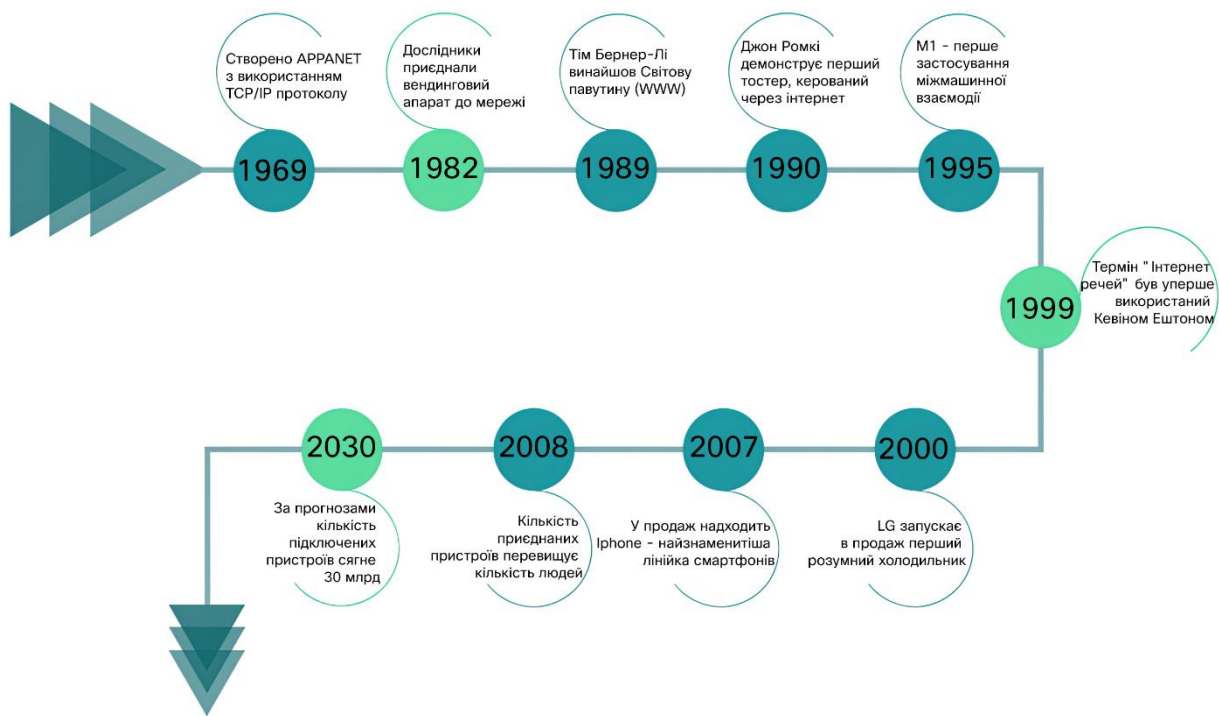 Створено APPANET
з використанням
TCP/IP протоколу
1969
Дослідники
приєднали
вендинговий
апарат до мережі
1982
Тім Бернер-Лі
винайшов Світову
павутину (WWW)
1989
Джон Ромкі
демонструє перший
тостер, керований
через інтернет
1990
M1 - перше
застосування
міжмашинної
взаємодії
1995
Термін " Інтернет
речей" був уперше
використаний
Кевіном Ештоном
1999
2000
LG запускає
в продаж перший
розумний холодильник
2007
У продаж надходить
Iphone - найзнаменитіша
лінійка смартфонів
2008
Кількість
приєднаних
пристроїв перевищує
кількість людей
2030
За прогнозами
кількість
підключених
пристроїв сягне
30 млрд